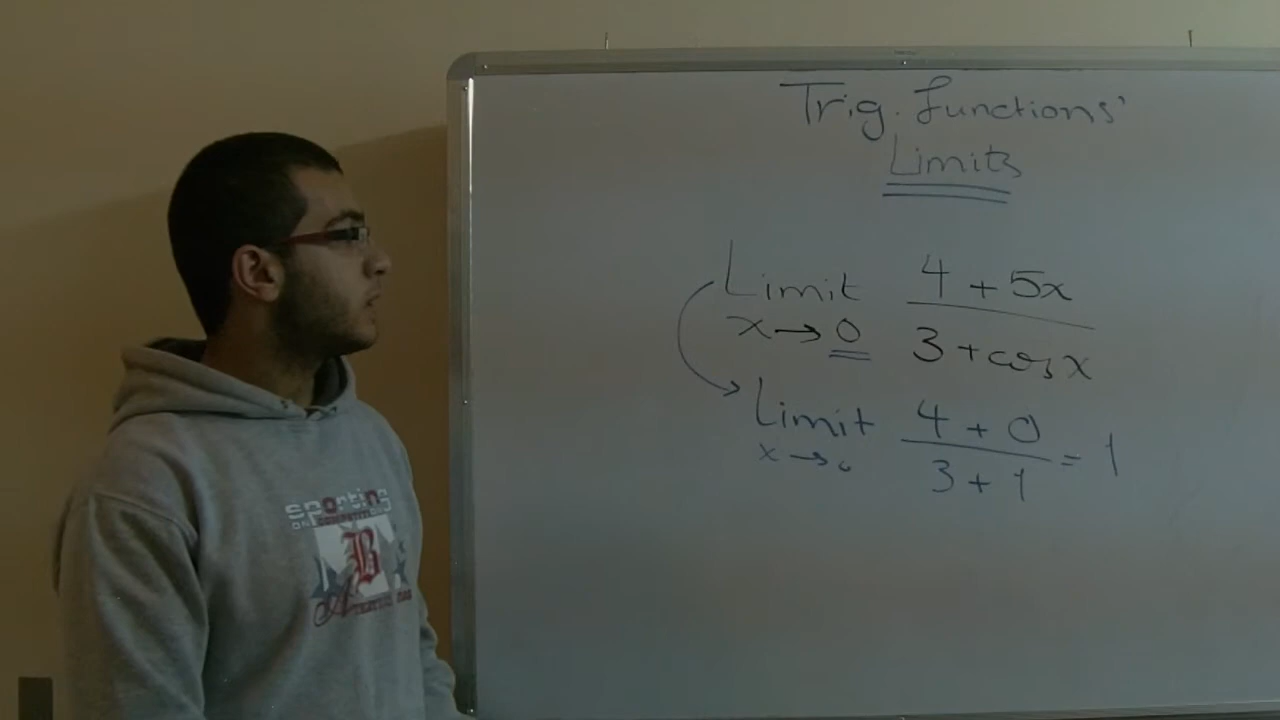 Trig. functions'
Limits
Limit 4 + 5x
x → 0 3 + cos x
Limit 4 + 0
x → 0 3 + 1 = 1
sporting
B